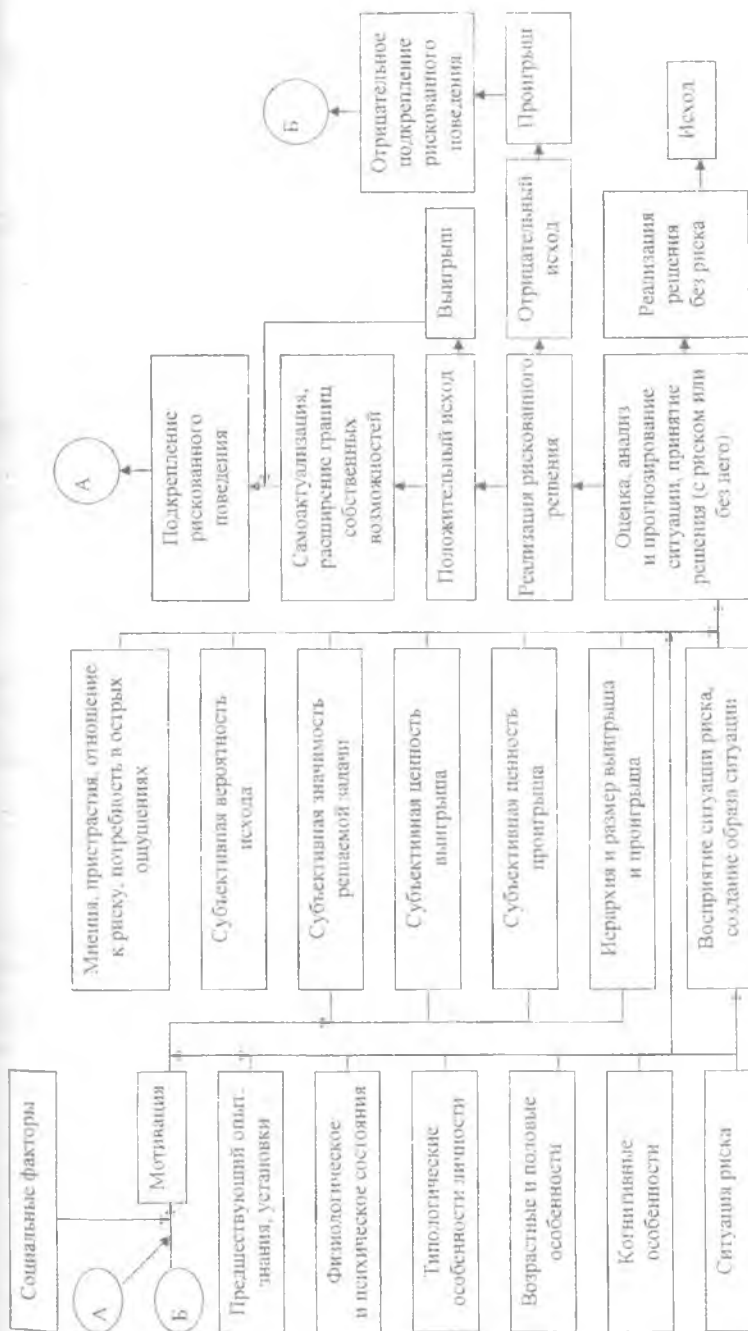 Социальные факторы
А
Б
Мотивация
Предшествующий опыт,
знания, установки
Физиологическое
и психическое состояния
Типологические
особенности личности
Возрастные и половые
особенности
Когнитивные
особенности
Ситуация риска
Мнения, пристрастия, отношение
к риску, потребность в острых
ощущениях
Субъективная вероятность
исхода
Субъективная значимость
решаемой задачи
Субъективная ценность
выигрыша
Субъективная ценность
проигрыша
Иерархия и размер выигрыша
и проигрыша
Восприятие ситуации риска,
создание образа ситуации
А
Подкрепление
рискованного
поведения
Самоактуализация,
расширение границ
собственных
возможностей
Положительный исход
Выигрыш
Реализация рискованного
решения
Отрицательный
исход
Проигрыш
Отрицательное
подкрепление
рискованного
поведения
Б
Оценка, анализ
и прогнозирование
ситуации, принятие
решения (с риском или
без него)
Реализация
решения
без риска
Исход